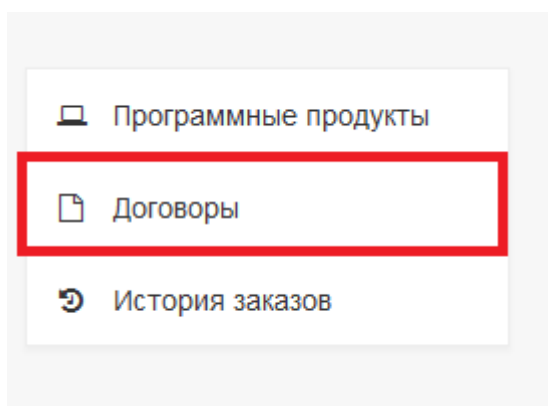 Программные продукты
Договоры
История заказов